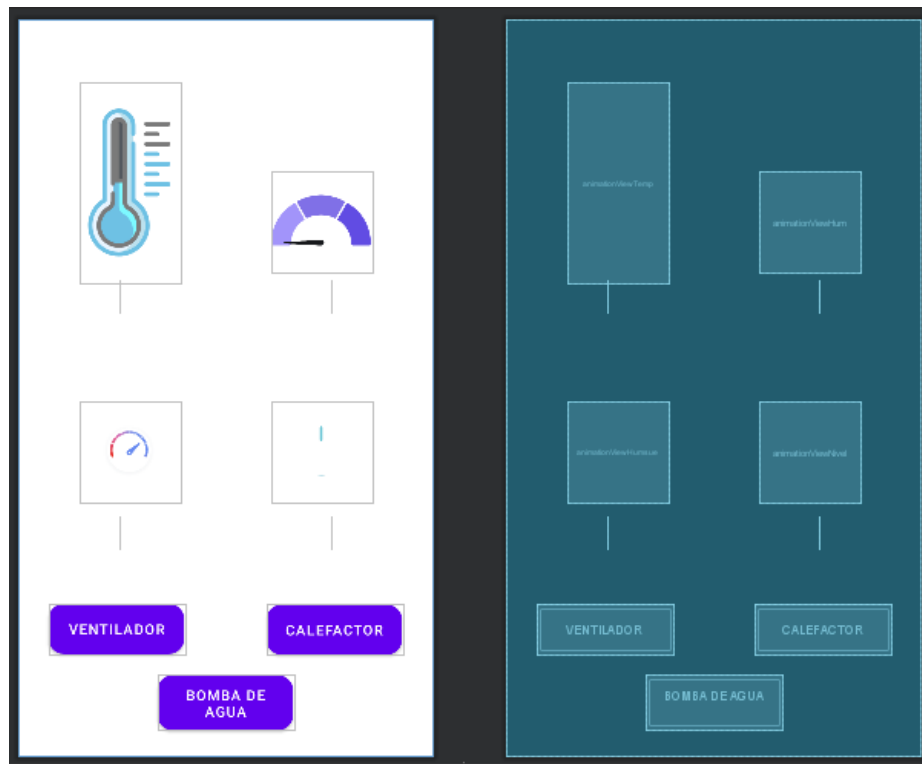 animationViewTemp
animationViewHum
animationViewHumsue
animationViewNivel
VENTILADOR
CALEFACTOR
BOMBA DE
AGUA
VENTILADOR
CALEFACTOR
BOMBA DE AGUA